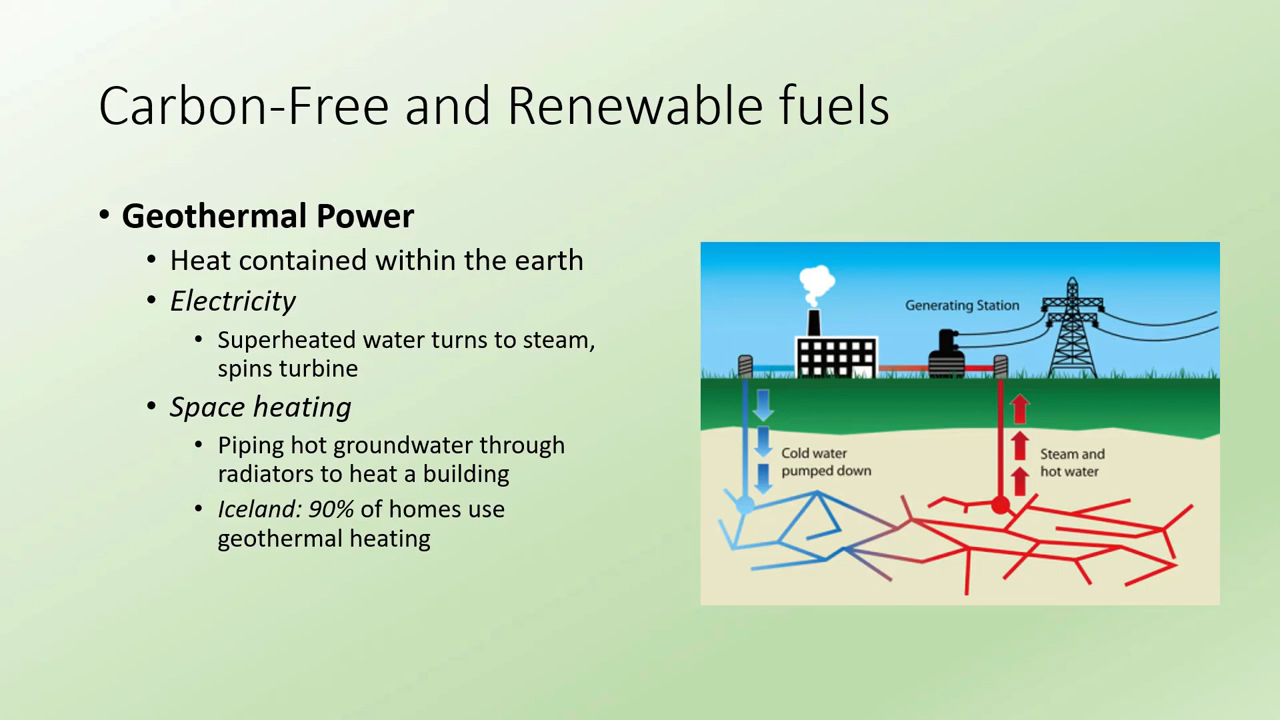 Carbon-Free and Renewable fuels
• Geothermal Power
• Heat contained within the earth
• Electricity
• Superheated water turns to steam,
spins turbine
• Space heating
• Piping hot groundwater through
radiators to heat a building
• Iceland: 90% of homes use
geothermal heating
Generating Station
Cold water
pumped down
Steam and
hot water